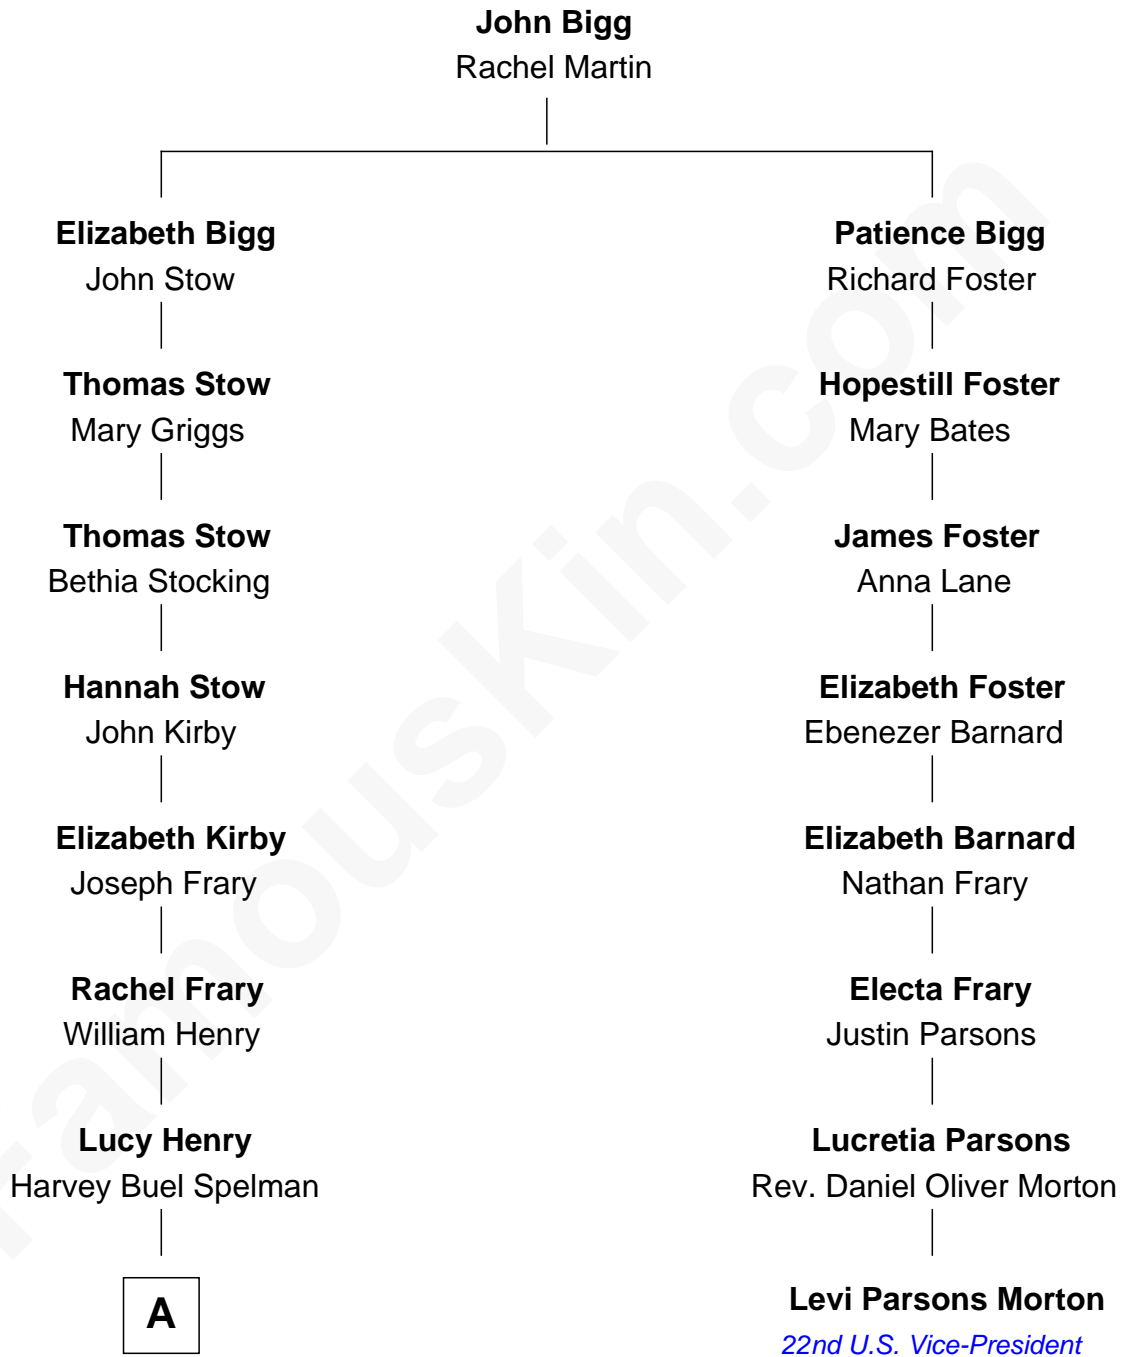 John Bigg
Rachel Martin
Elizabeth Bigg
John Stow
Patience Bigg
Richard Foster
Thomas Stow
Mary Griggs
Hopestill Foster
Mary Bates
Thomas Stow
Bethia Stocking
James Foster
Anna Lane
Hannah Stow
John Kirby
Elizabeth Foster
Ebenezer Barnard
Elizabeth Kirby
Joseph Frary
Elizabeth Barnard
Nathan Frary
Rachel Frary
William Henry
Electa Frary
Justin Parsons
Lucy Henry
Harvey Buel Spelman
Lucretia Parsons
Rev. Daniel Oliver Morton
A
Levi Parsons Morton
22nd U.S. Vice-President
FamousKin.com